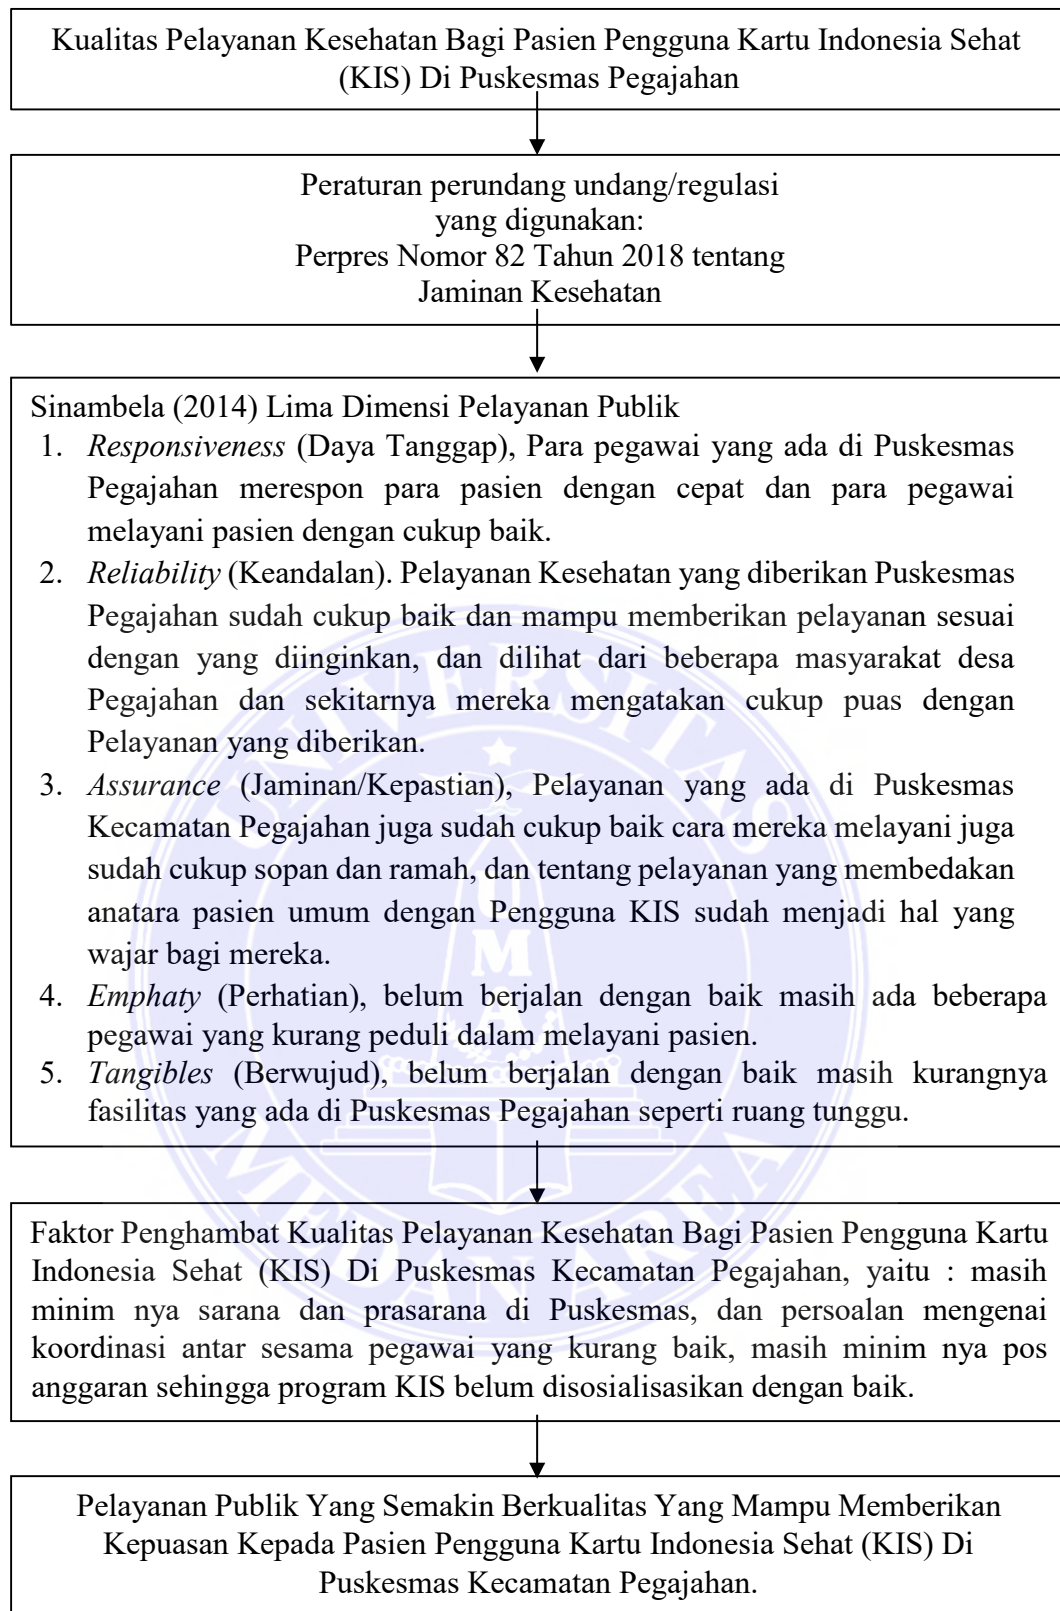 Kualitas Pelayanan Kesehatan Bagi Pasien Pengguna Kartu Indonesia Sehat
(KIS) Di Puskesmas Pegajahan
Peraturan perundang undang/regulasi
yang digunakan:
Perpres Nomor 82 Tahun 2018 tentang
Jaminan Kesehatan
Sinambela (2014) Lima Dimensi Pelayanan Publik
1. Responsiveness (Daya Tanggap), Para pegawai yang ada di Puskesmas
Pegajahan merespon para pasien dengan cepat dan para pegawai
melayani pasien dengan cukup baik.
2. Reliability (Keandalan). Pelayanan Kesehatan yang diberikan Puskesmas
Pegajahan sudah cukup baik dan mampu memberikan pelayanan sesuai
dengan yang diinginkan, dan dilihat dari beberapa masyarakat desa
Pegajahan dan sekitarnya mereka mengatakan cukup puas dengan
Pelayanan yang diberikan.
3. Assurance (Jaminan/Kepastian), Pelayanan yang ada di Puskesmas
Kecamatan Pegajahan juga sudah cukup baik cara mereka melayani juga
sudah cukup sopan dan ramah, dan tentang pelayanan yang membedakan
anatara pasien umum dengan Pengguna KIS sudah menjadi hal yang
wajar bagi mereka.
4. Emphaty (Perhatian), belum berjalan dengan baik masih ada beberapa
pegawai yang kurang peduli dalam melayani pasien.
5. Tangibles (Berwujud), belum berjalan dengan baik masih kurangnya
fasilitas yang ada di Puskesmas Pegajahan seperti ruang tunggu.
Faktor Penghambat Kualitas Pelayanan Kesehatan Bagi Pasien Pengguna Kartu
Indonesia Sehat (KIS) Di Puskesmas Kecamatan Pegajahan, yaitu : masih
minim nya sarana dan prasarana di Puskesmas, dan persoalan mengenai
koordinasi antar sesama pegawai yang kurang baik, masih minim nya pos
anggaran sehingga program KIS belum disosialisasikan dengan baik.
Pelayanan Publik Yang Semakin Berkualitas Yang Mampu Memberikan
Kepuasan Kepada Pasien Pengguna Kartu Indonesia Sehat (KIS) Di
Puskesmas Kecamatan Pegajahan.
UNIVERSITAS
UMA
MEDAN AREA